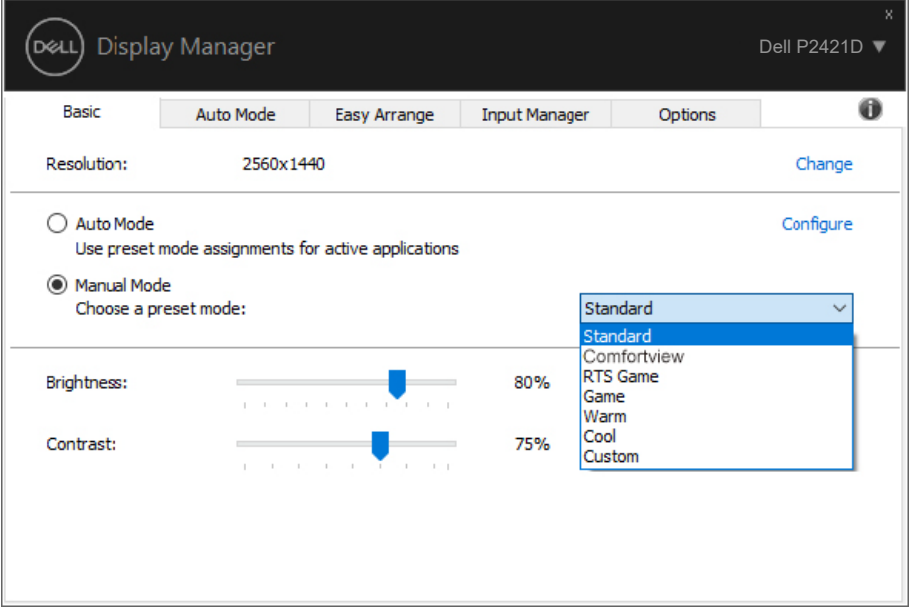 DELL Display Manager
x
Dell P2421D ▼
Basic Auto Mode Easy Arrange Input Manager Options i
Resolution: 2560x1440 Change
Auto Mode Configure
Use preset mode assignments for active applications
Manual Mode
Choose a preset mode: Standard
Standard
Comfortview
RTS Game
Game
Warm
Cool
Custom
Brightness: 80%
Contrast: 75%